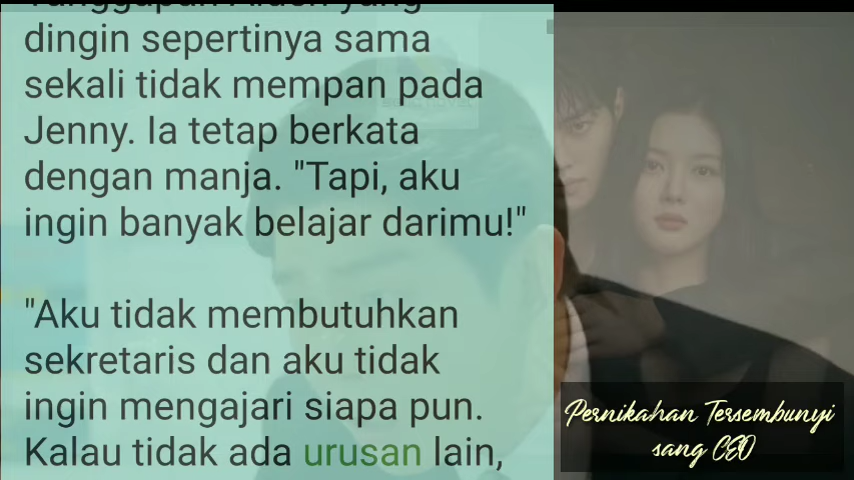 dingin sepertinya sama
sekali tidak mempan pada
Jenny. Ia tetap berkata
dengan manja. "Tapi, aku
ingin banyak belajar darimu!"
"Aku tidak membutuhkan
sekretaris dan aku tidak
ingin mengajari siapa pun.
Kalau tidak ada urusan lain,
Pernikahan Tersembunyi
sang CEO